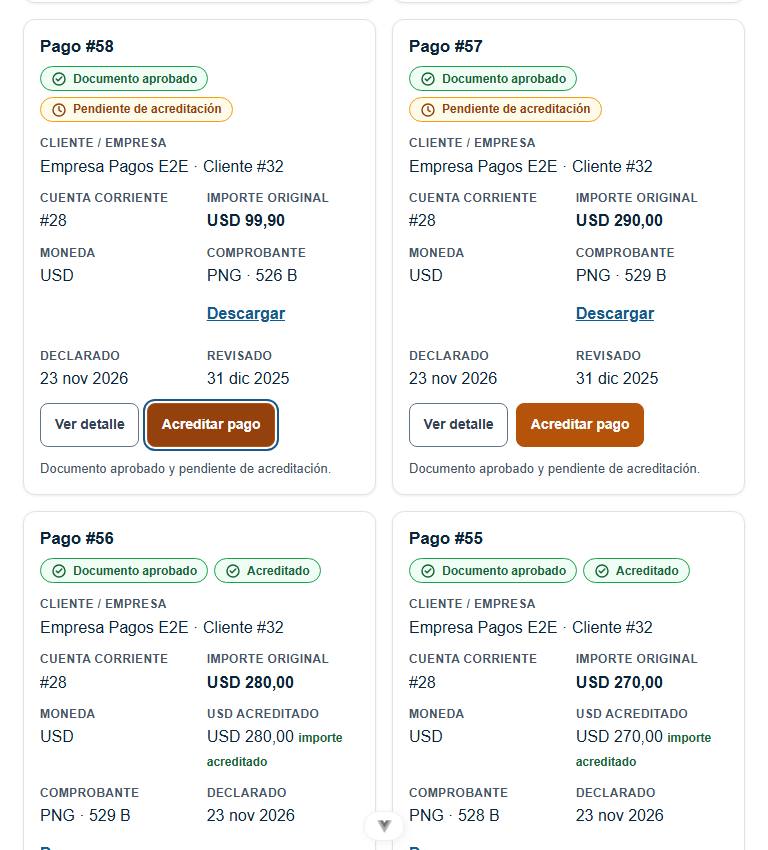 Pago #58
Documento aprobado
Pendiente de acreditación
CLIENTE / EMPRESA
Empresa Pagos E2E · Cliente #32
CUENTA CORRIENTE
IMPORTE ORIGINAL
#28
USD 99,90
MONEDA
COMPROBANTE
USD
PNG · 526 B
Descargar
DECLARADO
REVISADO
23 nov 2026
31 dic 2025
Ver detalle
Acreditar pago
Documento aprobado y pendiente de acreditación.
Pago #57
Documento aprobado
Pendiente de acreditación
CLIENTE / EMPRESA
Empresa Pagos E2E · Cliente #32
CUENTA CORRIENTE
IMPORTE ORIGINAL
#28
USD 290,00
MONEDA
COMPROBANTE
USD
PNG · 529 B
Descargar
DECLARADO
REVISADO
23 nov 2026
31 dic 2025
Ver detalle
Acreditar pago
Documento aprobado y pendiente de acreditación.
Pago #56
Documento aprobado
Acreditado
CLIENTE / EMPRESA
Empresa Pagos E2E · Cliente #32
CUENTA CORRIENTE
IMPORTE ORIGINAL
#28
USD 280,00
MONEDA
USD ACREDITADO
USD
USD 280,00 importe
acreditado
COMPROBANTE
DECLARADO
PNG · 529 B
23 nov 2026
Pago #55
Documento aprobado
Acreditado
CLIENTE / EMPRESA
Empresa Pagos E2E · Cliente #32
CUENTA CORRIENTE
IMPORTE ORIGINAL
#28
USD 270,00
MONEDA
USD ACREDITADO
USD
USD 270,00 importe
acreditado
COMPROBANTE
DECLARADO
PNG · 528 B
23 nov 2026